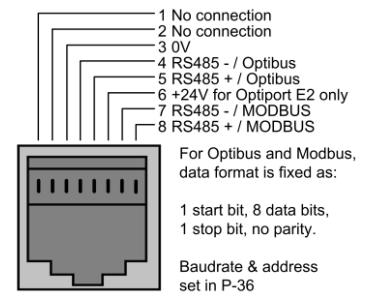 1 No connection
2 No connection
3 0V
4 RS485 - / Optibus
5 RS485 + / Optibus
6 +24V for Optiport E2 only
7 RS485 - / MODBUS
8 RS485 + / MODBUS
For Optibus and Modbus,
data format is fixed as:
1 start bit, 8 data bits,
1 stop bit, no parity.
Baudrate & address
set in P-36